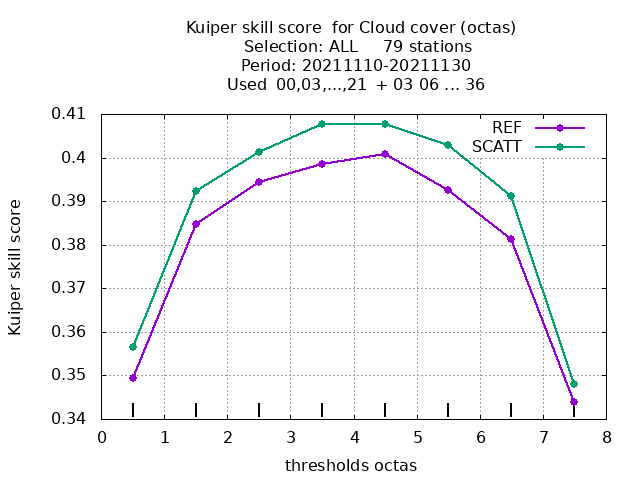 Kuiper skill score  for Cloud cover (octas)
Selection: ALL     79 stations
Period: 20211110-20211130
Used  00,03,...,21  + 03 06 ... 36
REF
SCATT
0.41
0.4
0.39
0.38
0.37
0.36
0.35
0.34
Kuiper skill score
0 1 2 3 4 5 6 7 8
thresholds octas